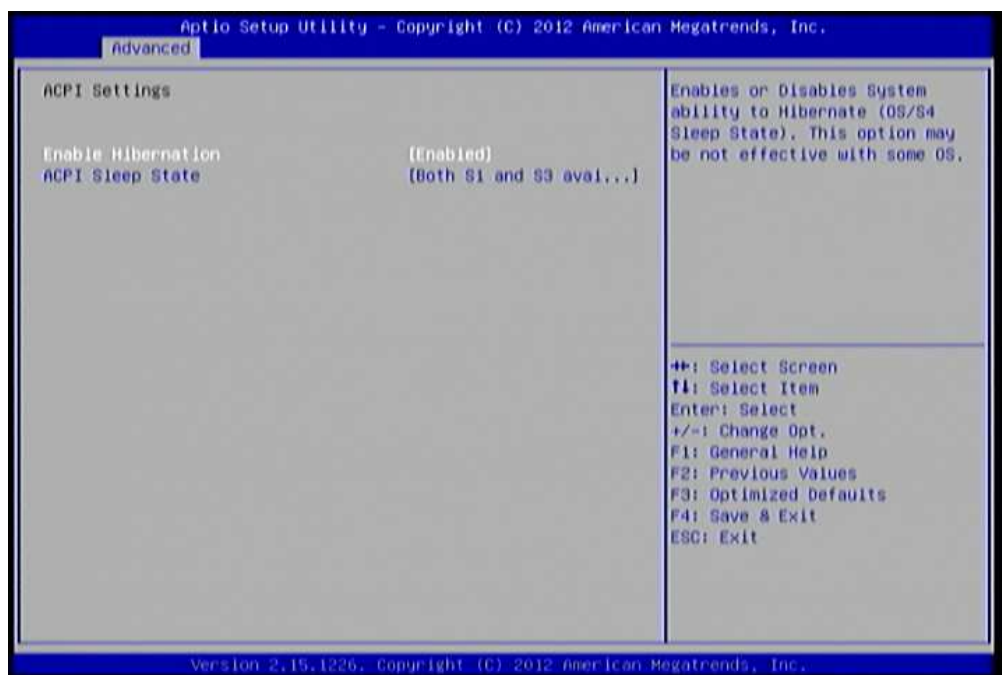 Aptio Setup Utility - Copyright (C) 2012 American Megatrends, Inc.
Advanced
ACPI Settings
Enable Hibernation [Enabled]
ACPI Sleep State [Both S1 and S3 avai...]
Enables or Disables System
ability to Hibernate (OS/S4
Sleep State). This option may
be not effective with some OS.
→←: Select Screen
↑↓: Select Item
Enter: Select
+/-: Change Opt.
F1: General Help
F2: Previous Values
F3: Optimized Defaults
F4: Save & Exit
ESC: Exit
Version 2.15.1226. Copyright (C) 2012 American Megatrends, Inc.